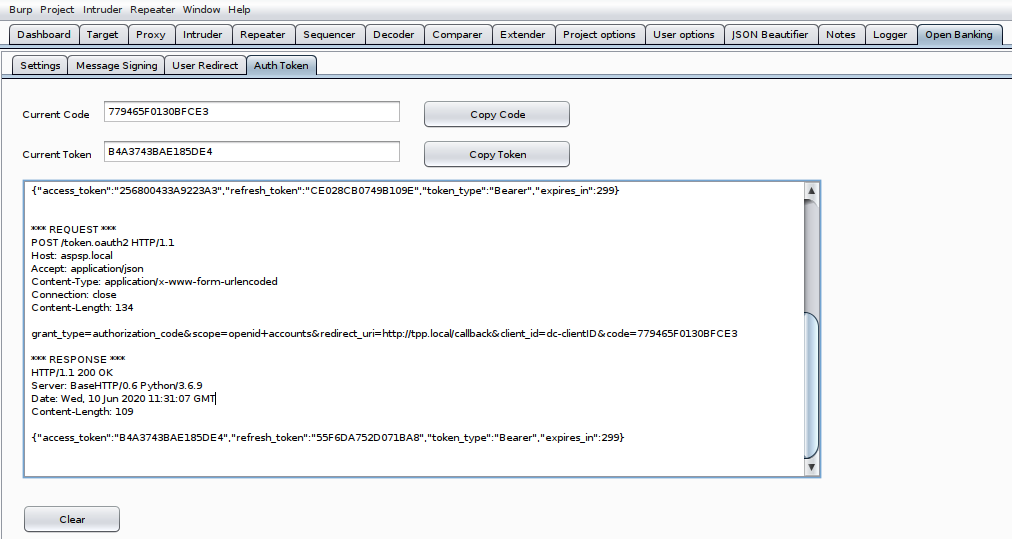 Burp Project Intruder Repeater Window Help
Dashboard Target Proxy Intruder Repeater Sequencer Decoder Comparer Extender Project options User options JSON Beautifier Notes Logger Open Banking
Settings Message Signing User Redirect Auth Token
Current Code 779465F0130BFCE3 Copy Code
Current Token B4A3743BAE185DE4 Copy Token
{"access_token":"256800433A9223A3","refresh_token":"CE028CB0749B109E","token_type":"Bearer","expires_in":299}
*** REQUEST ***
POST /token.oauth2 HTTP/1.1
Host: aspsp.local
Accept: application/json
Content-Type: application/x-www-form-urlencoded
Connection: close
Content-Length: 134
grant_type=authorization_code&scope=openid+accounts&redirect_uri=http://tpp.local/callback&client_id=dc-clientID&code=779465F0130BFCE3
*** RESPONSE ***
HTTP/1.1 200 OK
Server: BaseHTTP/0.6 Python/3.6.9
Date: Wed, 10 Jun 2020 11:31:07 GMT
Content-Length: 109
{"access_token":"B4A3743BAE185DE4","refresh_token":"55F6DA752D071BA8","token_type":"Bearer","expires_in":299}
Clear